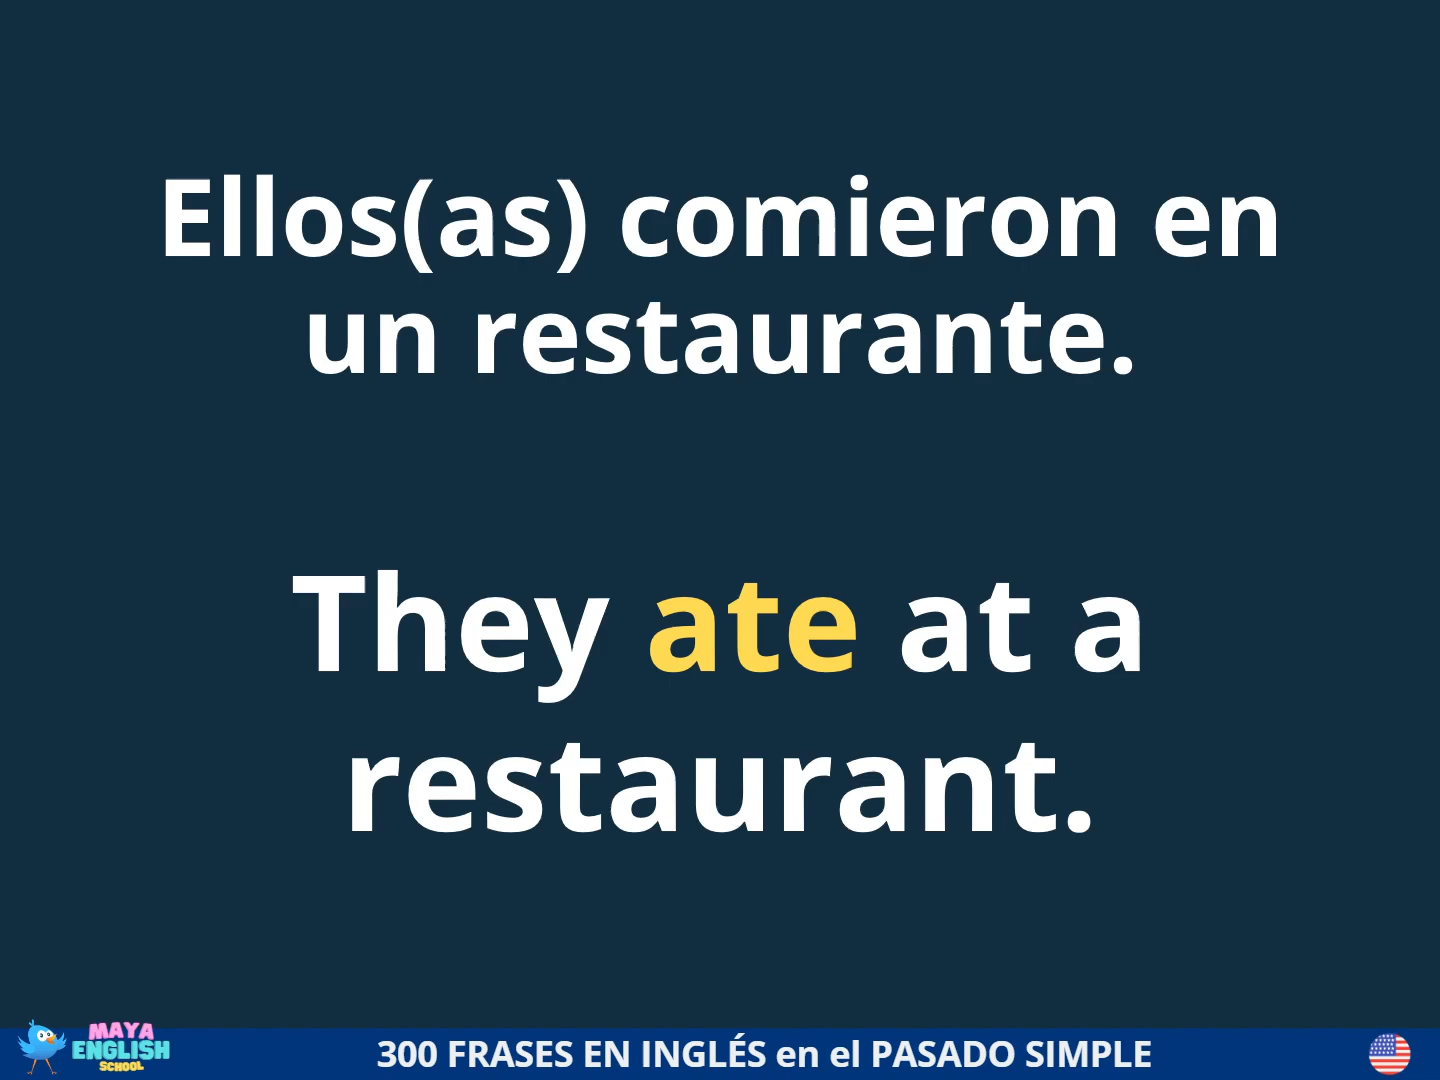 Ellos(as) comieron en
un restaurante.
They ate at a
restaurant.
MAYA
ENGLISH
SCHOOL
300 FRASES EN INGLÉS en el PASADO SIMPLE